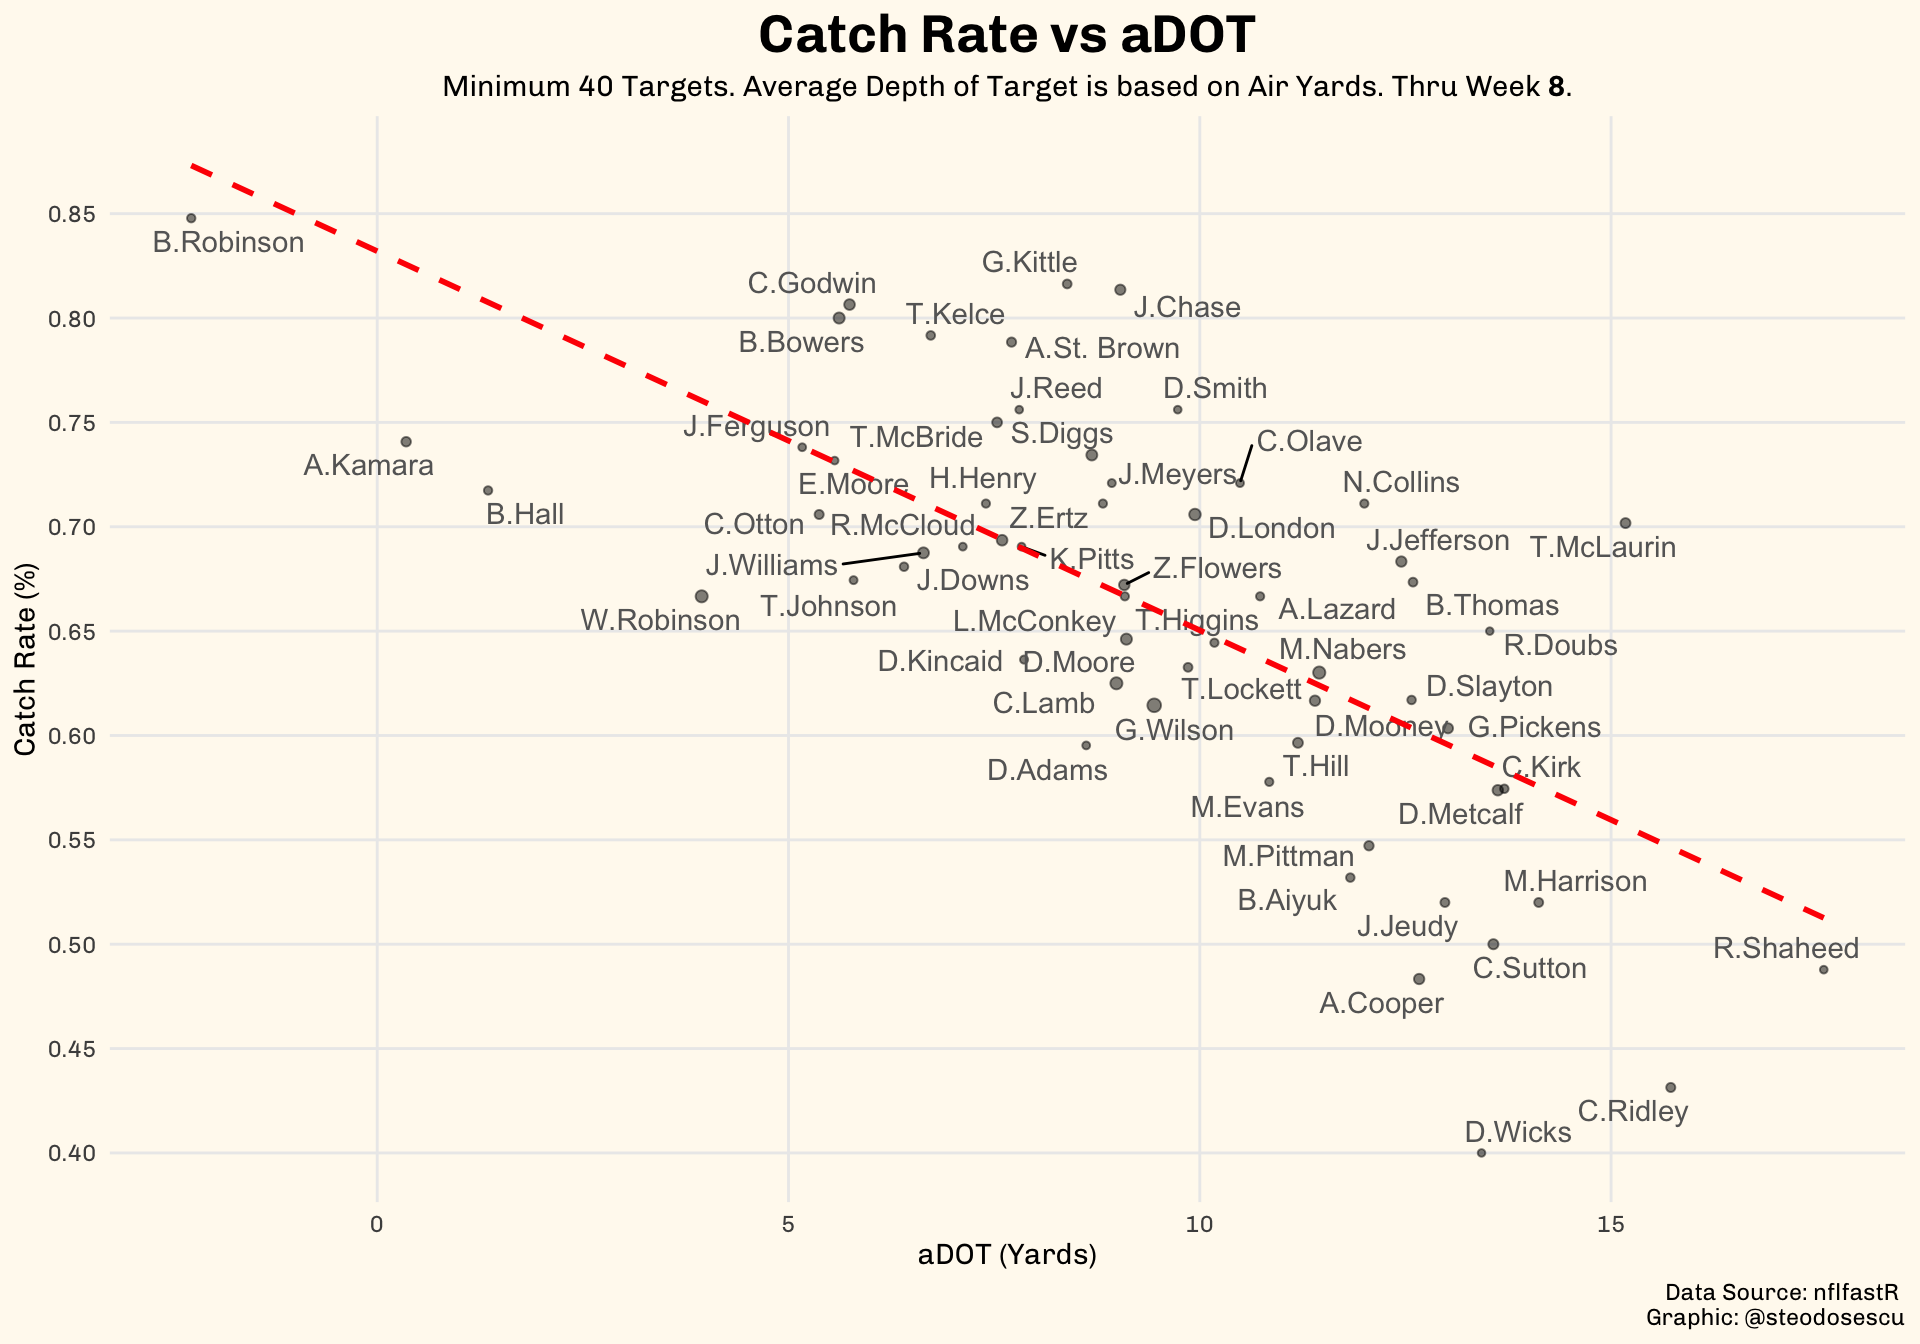 Catch Rate vs aDOT
Minimum 40 Targets. Average Depth of Target is based on Air Yards. Thru Week 8.
Catch Rate (%)
0.85
0.80
0.75
0.70
0.65
0.60
0.55
0.50
0.45
0.40
B.Robinson
G.Kittle
C.Godwin
J.Chase
T.Kelce
B.Bowers
A.St. Brown
J.Reed
D.Smith
J.Ferguson
T.McBride
S.Diggs
C.Olave
A.Kamara
E.Moore
H.Henry
J.Meyers
N.Collins
B.Hall
C.Otton
R.McCloud
Z.Ertz
D.London
J.Jefferson
T.McLaurin
J.Williams
K.Pitts
Z.Flowers
J.Downs
W.Robinson
T.Johnson
L.McConkey
T.Higgins
A.Lazard
B.Thomas
D.Kincaid
D.Moore
M.Nabers
R.Doubs
C.Lamb
T.Lockett
D.Slayton
G.Wilson
D.Mooney
G.Pickens
D.Adams
T.Hill
C.Kirk
M.Evans
D.Metcalf
M.Pittman
B.Aiyuk
M.Harrison
J.Jeudy
R.Shaheed
C.Sutton
A.Cooper
C.Ridley
D.Wicks
0
5
10
15
aDOT (Yards)
Data Source: nflfastR
Graphic: @steodosescu